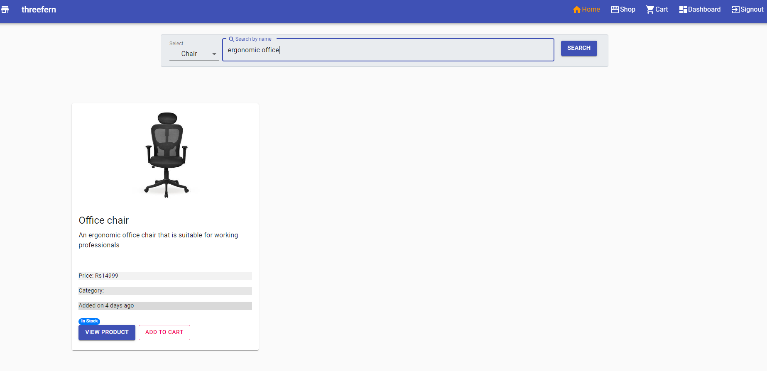 threefern
Home Shop Cart Dashboard Signout
Select
Chair
Search by name
ergonomic office
SEARCH
Office chair
An ergonomic office chair that is suitable for working
professionals
Price: Rs14999
Category:
Added on 4 days ago
In Stock
VIEW PRODUCT ADD TO CART